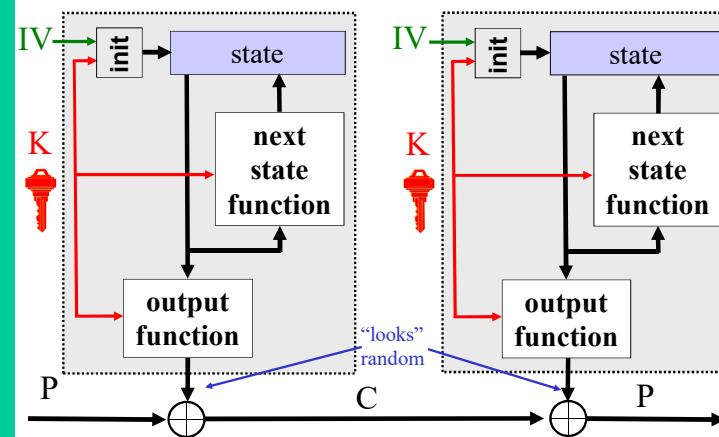 IV
init
state
K
next
state
function
output
function
P
IV
init
state
K
next
state
function
output
function
"looks"
random
C
P